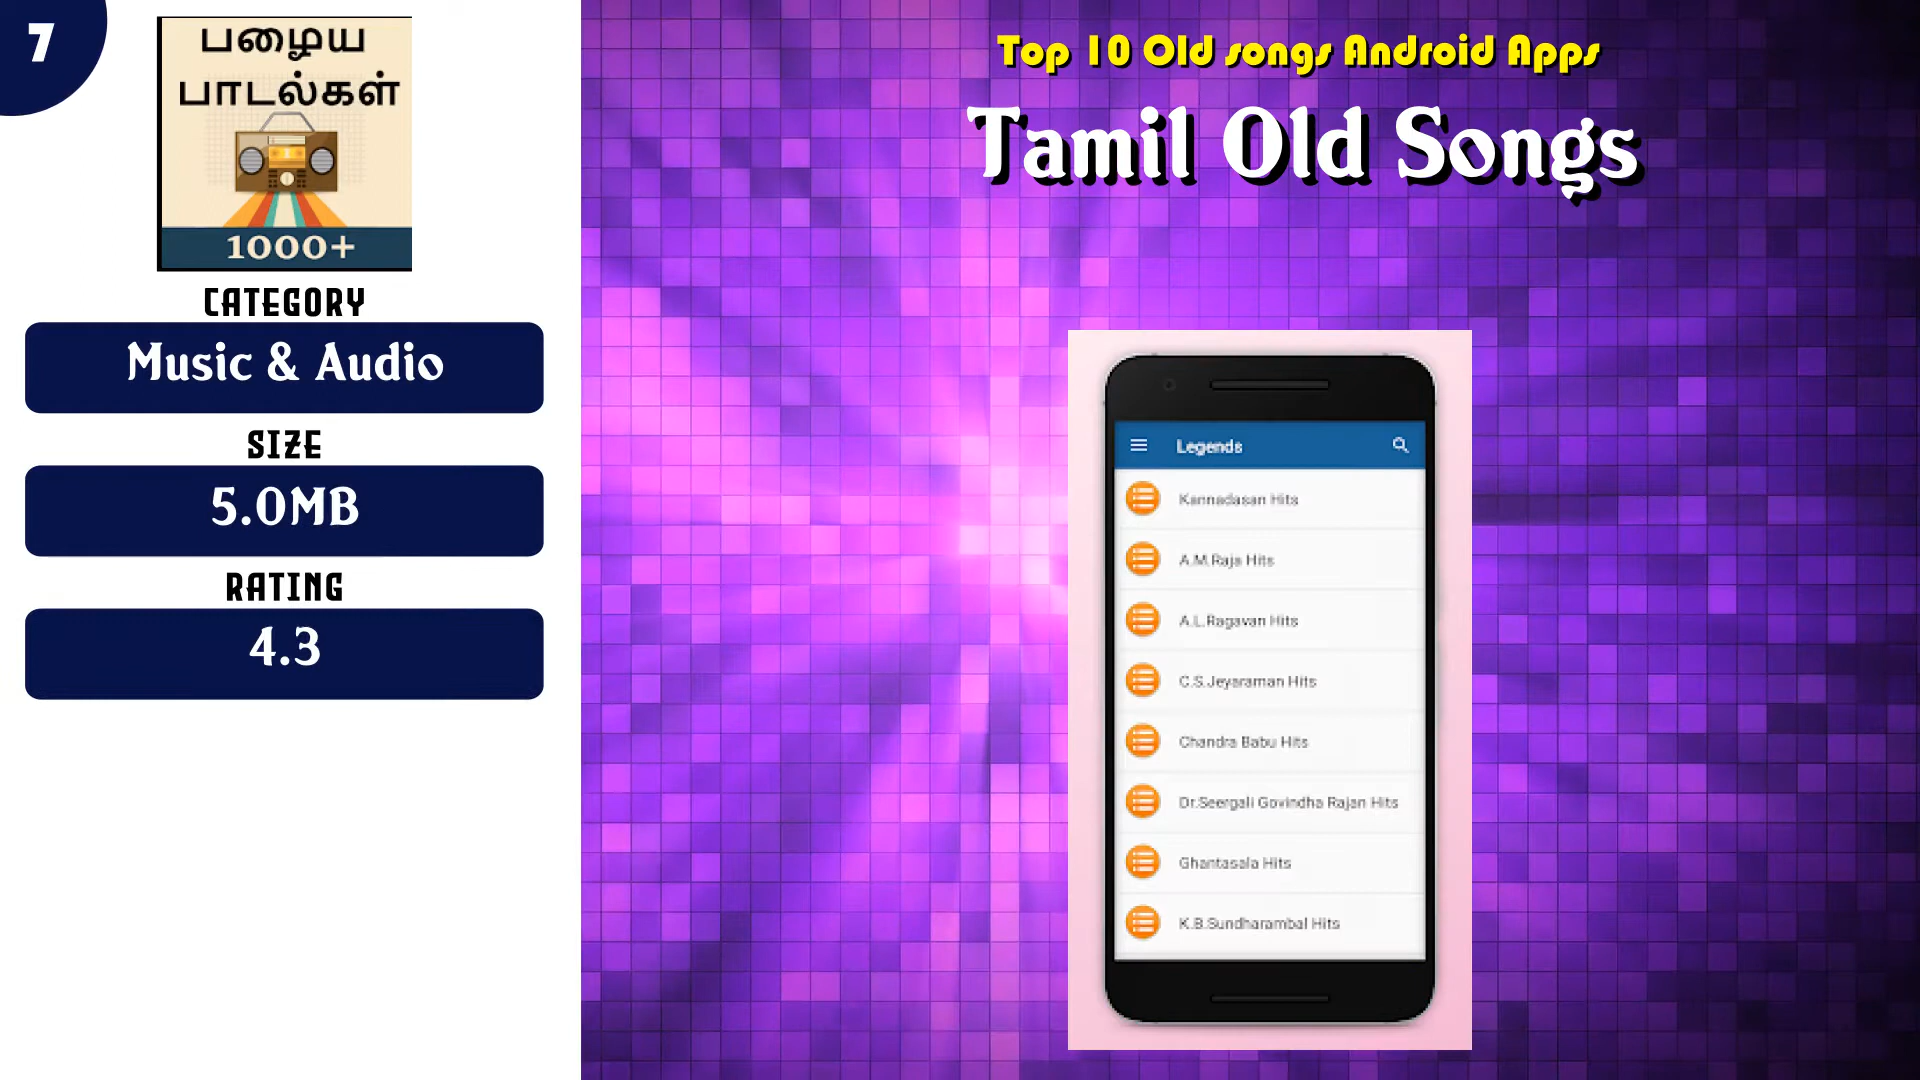 7
பழைய
பாடல்கள்
1000+
CATEGORY
Music & Audio
SIZE
5.0MB
RATING
4.3
Top 10 Old songs Android Apps
Tamil Old Songs
Legends
Kannadasan Hits
A.M.Raja Hits
A.L.Ragavan Hits
C.S.Jeyaraman Hits
Chandra Babu Hits
Dr.Seergali Govindha Rajan Hits
Ghantasala Hits
K.B.Sundharambal Hits